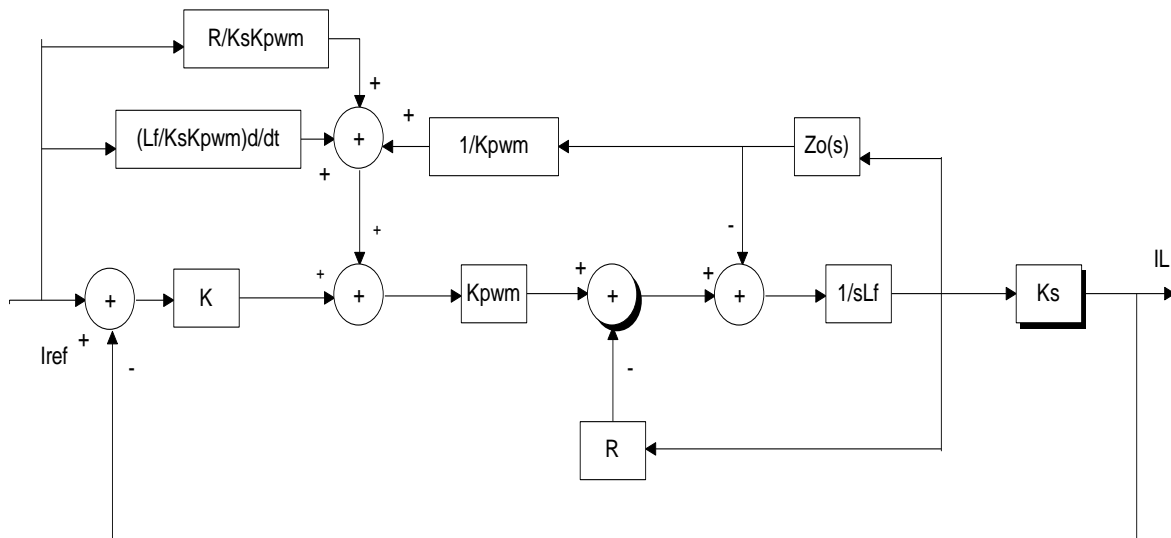 R/KsKpwm
+
+
(Lf/KsKpwm)d/dt
+
1/Kpwm
Zo(s)
+
+
-
+
+
+
IL
+
K
+
Kpwm
+
+
1/sLf
Ks
+
Iref
-
-
R